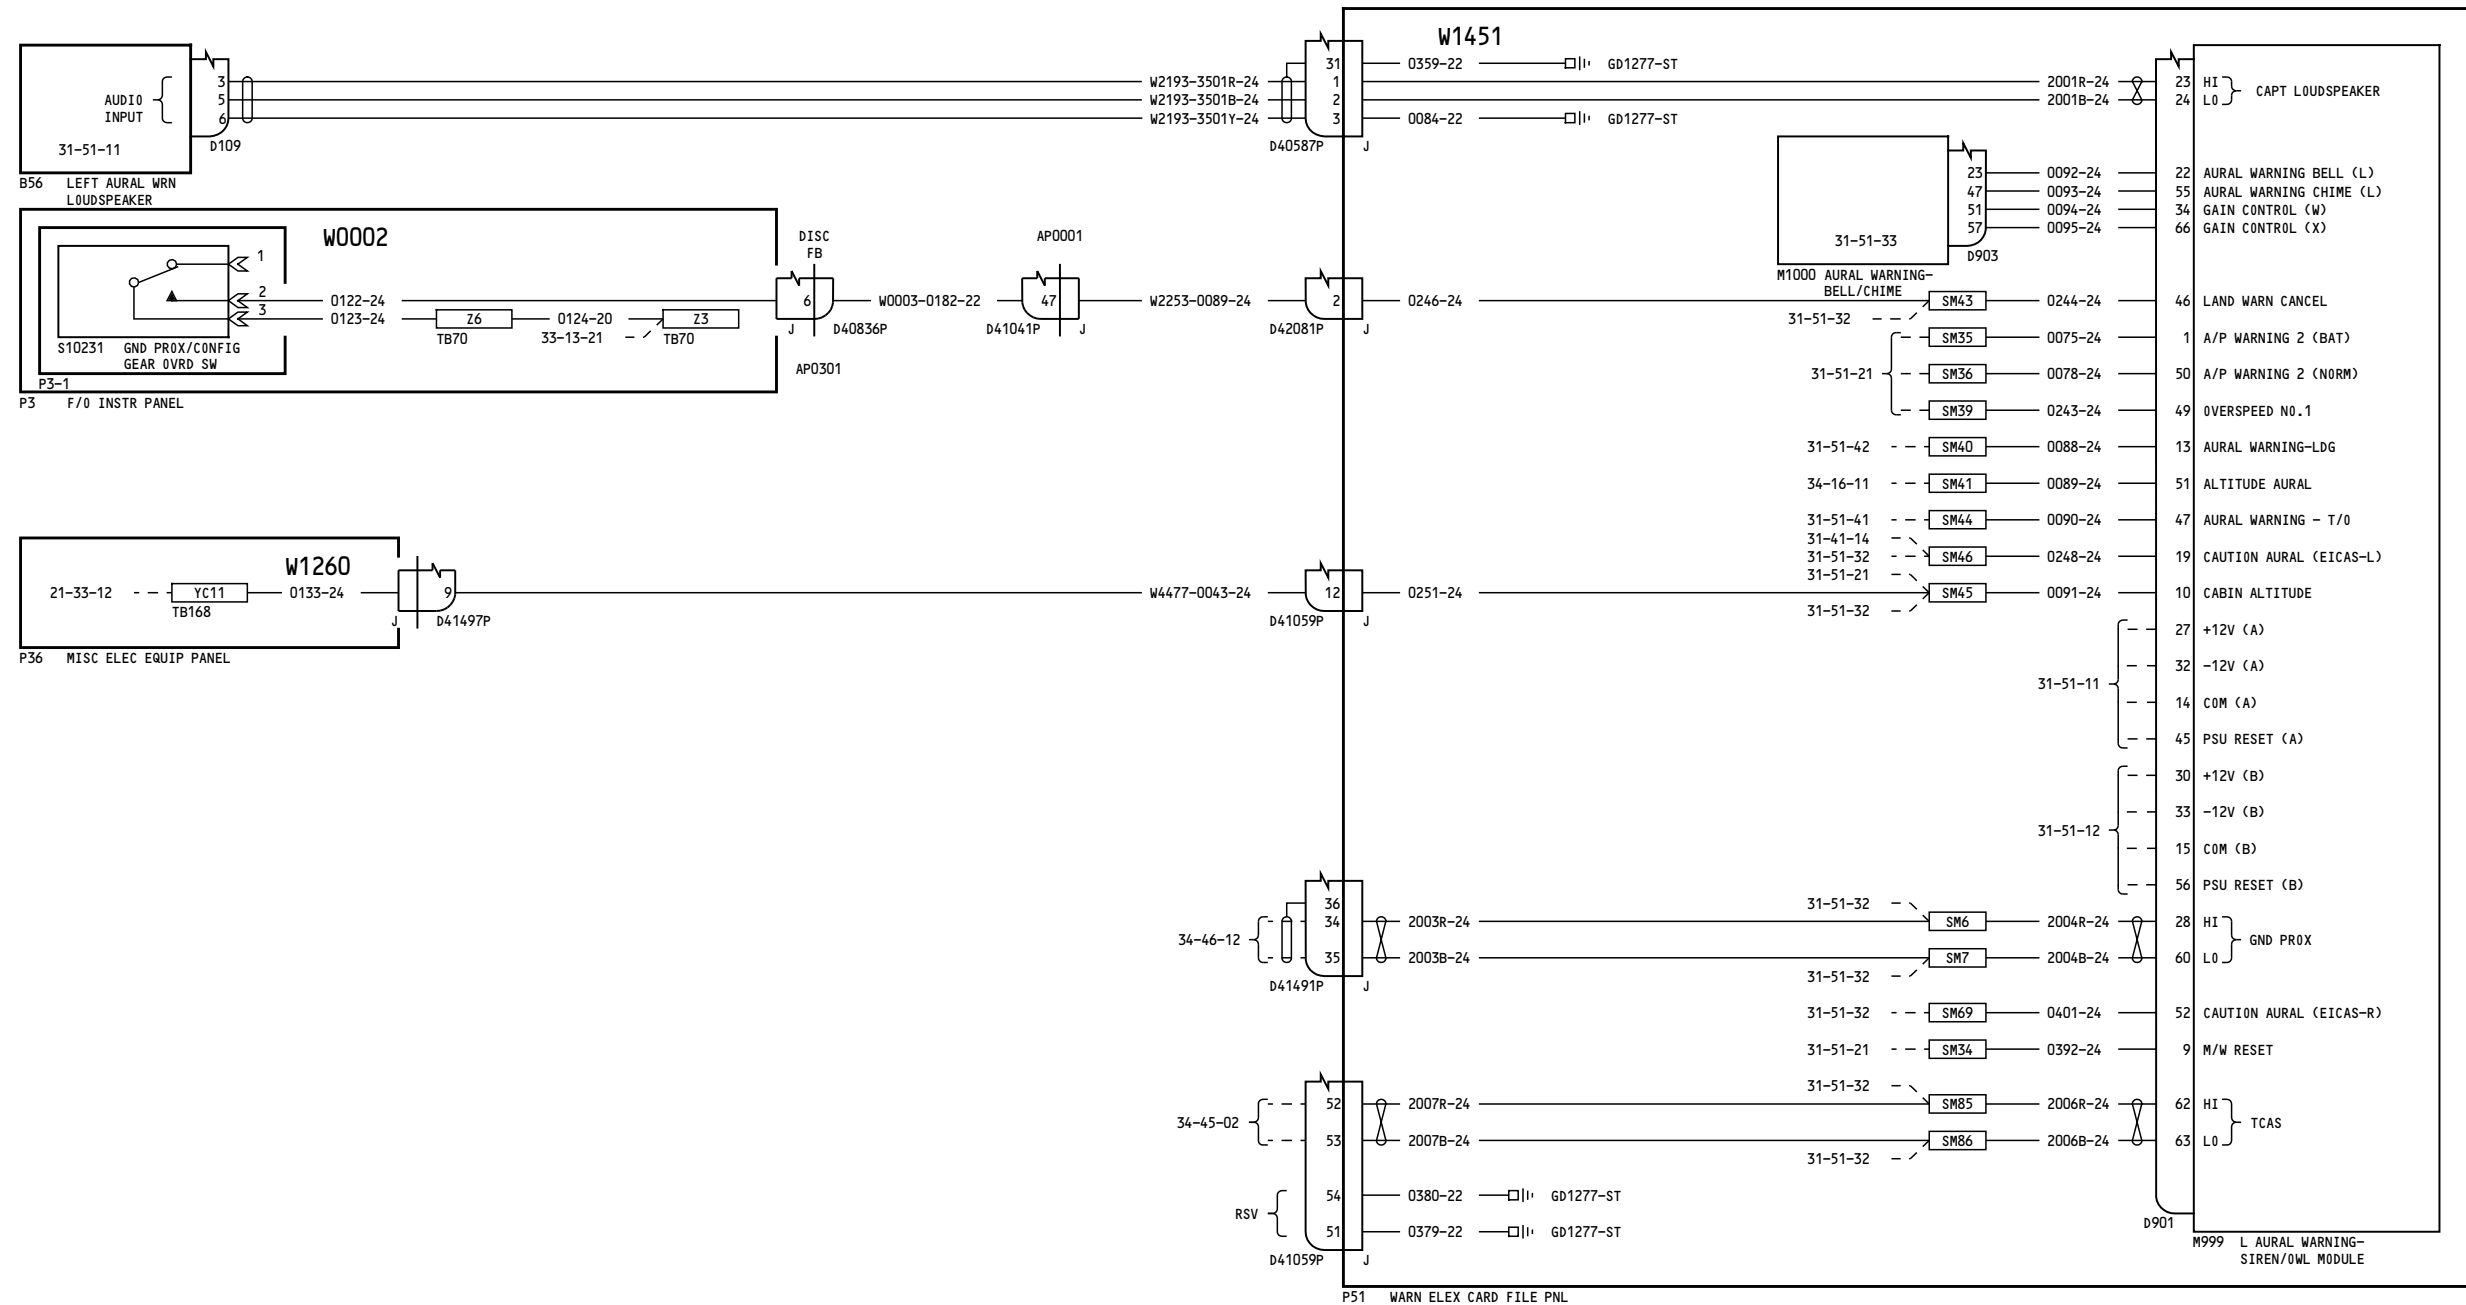 W1451
31 0359-22 GD1277-ST
AUDIO INPUT
3 W2193-3501R-24 1 2001R-24 23 HI
5 W2193-3501B-24 2 2001B-24 24 LO
CAPT LOUDSPEAKER
6 W2193-3501Y-24 3 0084-22 GD1277-ST
31-51-11
D109
D40587P J
B56 LEFT AURAL WRN
LOUDSPEAKER
23 0092-24 22 AURAL WARNING BELL (L)
47 0093-24 55 AURAL WARNING CHIME (L)
51 0094-24 34 GAIN CONTROL (W)
57 0095-24 66 GAIN CONTROL (X)
31-51-33
D903
M1000 AURAL WARNING-
BELL/CHIME
W0002
DISC
FB
AP0001
1
2 0122-24 6 W0003-0182-22 47 W2253-0089-24 2 0246-24 SM43 0244-24 46 LAND WARN CANCEL
3 0123-24 Z6 0124-20 Z3
31-51-32
TB70 33-13-21 TB70
J D40836P D41041P J D42081P J
S10231 GND PROX/CONFIG
GEAR OVRD SW
AP0301
P3-1
P3 F/O INSTR PANEL
SM35 0075-24 1 A/P WARNING 2 (BAT)
31-51-21 SM36 0078-24 50 A/P WARNING 2 (NORM)
SM39 0243-24 49 OVERSPEED NO.1
31-51-42 SM40 0088-24 13 AURAL WARNING-LDG
34-16-11 SM41 0089-24 51 ALTITUDE AURAL
31-51-41 SM44 0090-24 47 AURAL WARNING - T/O
31-41-14
31-51-32 SM46 0248-24 19 CAUTION AURAL (EICAS-L)
31-51-21
W1260
21-33-12 YC11 0133-24 9 W4477-0043-24 12 0251-24 SM45 0091-24 10 CABIN ALTITUDE
31-51-32
TB168
J D41497P D41059P J
P36 MISC ELEC EQUIP PANEL
27 +12V (A)
32 -12V (A)
31-51-11
14 COM (A)
45 PSU RESET (A)
30 +12V (B)
33 -12V (B)
31-51-12
15 COM (B)
56 PSU RESET (B)
36
31-51-32
34 2003R-24 SM6 2004R-24 28 HI
34-46-12
GND PROX
35 2003B-24 SM7 2004B-24 60 LO
31-51-32
D41491P J
31-51-32 SM69 0401-24 52 CAUTION AURAL (EICAS-R)
31-51-21 SM34 0392-24 9 M/W RESET
31-51-32
52 2007R-24 SM85 2006R-24 62 HI
34-45-02
TCAS
53 2007B-24 SM86 2006B-24 63 LO
31-51-32
54 0380-22 GD1277-ST
RSV
51 0379-22 GD1277-ST
D41059P J
D901
M999 L AURAL WARNING-
SIREN/OWL MODULE
P51 WARN ELEX CARD FILE PNL